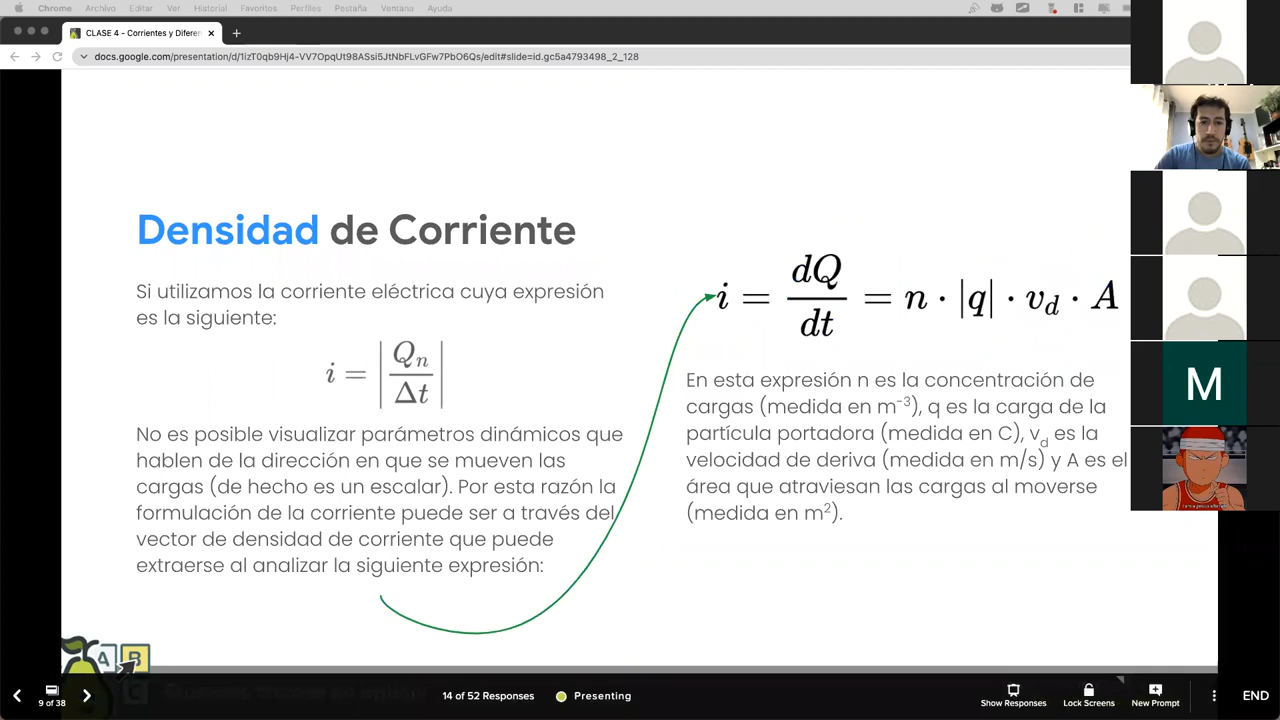 Chrome Archivo Editar Ver Historial Favoritos Perfiles Pestaña Ventana Ayuda
CLASE 4 - Corrientes y Diferen
docs.google.com/presentation/d/1izT0qb9Hj4-VV7OpqUt98ASsi5JtNbFLvGFw7PbO6Qs/edit#slide=id.gc5a4793498_2_128
Densidad de Corriente
Si utilizamos la corriente eléctrica cuya expresión
es la siguiente:
i = |Qn/Δt|
No es posible visualizar parámetros dinámicos que
hablen de la dirección en que se mueven las
cargas (de hecho es un escalar). Por esta razón la
formulación de la corriente puede ser a través del
vector de densidad de corriente que puede
extraerse al analizar la siguiente expresión:
i = dQ/dt = n · |q| · vd · A
En esta expresión n es la concentración de
cargas (medida en m⁻³), q es la carga de la
partícula portadora (medida en C), vd es la
velocidad de deriva (medida en m/s) y A es el
área que atraviesan las cargas al moverse
(medida en m²).
M
A B
C
9 of 38
14 of 52 Responses
Presenting
Show Responses
Lock Screens
New Prompt
END